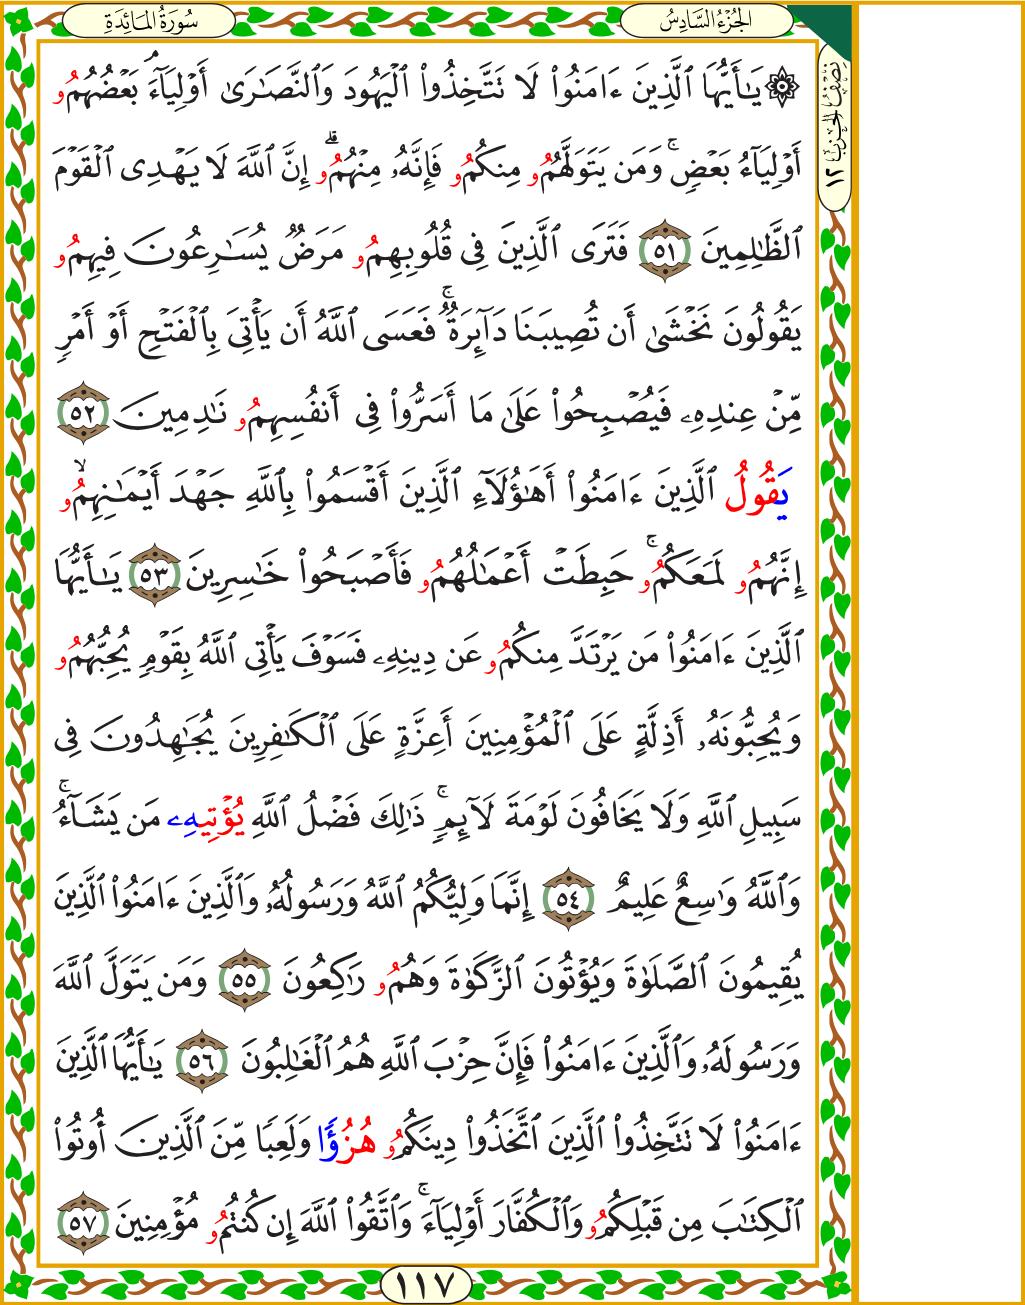 سُورَةُ المَائِدَةِ
الجُزْءُ السَّادِسُ
نِصْفُ الحِزْبِ ١٢
۞ يَـٰٓأَيُّهَا ٱلَّذِينَ ءَامَنُوا۟ لَا تَتَّخِذُوا۟ ٱلْيَهُودَ وَٱلنَّصَـٰرَىٰٓ أَوْلِيَآءَ ۘ بَعْضُهُمُۥ
أَوْلِيَآءُ بَعْضٍ ۚ وَمَن يَتَوَلَّهُمُۥ مِنكُمُۥ فَإِنَّهُۥ مِنْهُمُۥ ۗ إِنَّ ٱللَّهَ لَا يَهْدِى ٱلْقَوْمَ
ٱلظَّـٰلِمِينَ ٥١ فَتَرَى ٱلَّذِينَ فِى قُلُوبِهِمُۥ مَرَضٌ يُسَـٰرِعُونَ فِيهِمُۥ
يَقُولُونَ نَخْشَىٰٓ أَن تُصِيبَنَا دَآئِرَةٌ ۚ فَعَسَى ٱللَّهُ أَن يَأْتِىَ بِٱلْفَتْحِ أَوْ أَمْرٍ
مِّنْ عِندِهِۦ فَيُصْبِحُوا۟ عَلَىٰ مَآ أَسَرُّوا۟ فِىٓ أَنفُسِهِمُۥ نَـٰدِمِينَ ٥٢
يَقُولُ ٱلَّذِينَ ءَامَنُوٓا۟ أَهَـٰٓؤُلَآءِ ٱلَّذِينَ أَقْسَمُوا۟ بِٱللَّهِ جَهْدَ أَيْمَـٰنِهِمُۥ ۙ
إِنَّهُمُۥ لَمَعَكُمُۥ ۚ حَبِطَتْ أَعْمَـٰلُهُمُۥ فَأَصْبَحُوا۟ خَـٰسِرِينَ ٥٣ يَـٰٓأَيُّهَا
ٱلَّذِينَ ءَامَنُوا۟ مَن يَرْتَدَّ مِنكُمُۥ عَن دِينِهِۦ فَسَوْفَ يَأْتِى ٱللَّهُ بِقَوْمٍ يُحِبُّهُمُۥ
وَيُحِبُّونَهُۥٓ أَذِلَّةٍ عَلَى ٱلْمُؤْمِنِينَ أَعِزَّةٍ عَلَى ٱلْكَـٰفِرِينَ يُجَـٰهِدُونَ فِى
سَبِيلِ ٱللَّهِ وَلَا يَخَافُونَ لَوْمَةَ لَآئِمٍ ۚ ذَٰلِكَ فَضْلُ ٱللَّهِ يُؤْتِيهِۦ مَن يَشَآءُ ۚ
وَٱللَّهُ وَٰسِعٌ عَلِيمٌ ٥٤ إِنَّمَا وَلِيُّكُمُ ٱللَّهُ وَرَسُولُهُۥ وَٱلَّذِينَ ءَامَنُوا۟ ٱلَّذِينَ
يُقِيمُونَ ٱلصَّلَوٰةَ وَيُؤْتُونَ ٱلزَّكَوٰةَ وَهُمُۥ رَٰكِعُونَ ٥٥ وَمَن يَتَوَلَّ ٱللَّهَ
وَرَسُولَهُۥ وَٱلَّذِينَ ءَامَنُوا۟ فَإِنَّ حِزْبَ ٱللَّهِ هُمُ ٱلْغَـٰلِبُونَ ٥٦ يَـٰٓأَيُّهَا ٱلَّذِينَ
ءَامَنُوا۟ لَا تَتَّخِذُوا۟ ٱلَّذِينَ ٱتَّخَذُوا۟ دِينَكُمُۥ هُزُؤًا وَلَعِبًا مِّنَ ٱلَّذِينَ أُوتُوا۟
ٱلْكِتَـٰبَ مِن قَبْلِكُمُۥ وَٱلْكُفَّارَ أَوْلِيَآءَ ۚ وَٱتَّقُوا۟ ٱللَّهَ إِن كُنتُمُۥ مُؤْمِنِينَ ٥٧
١١٧